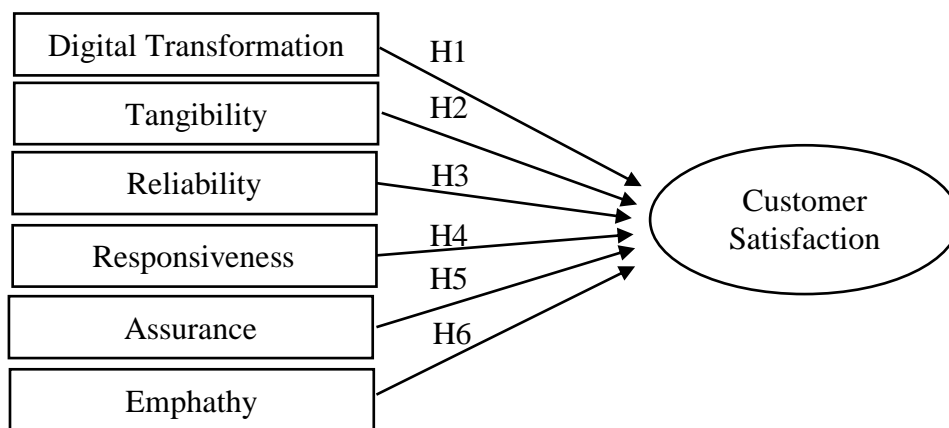 Digital Transformation
H1
Tangibility
H2
Reliability
H3
Responsiveness
H4
Assurance
H5
Emphathy
H6
Customer
Satisfaction